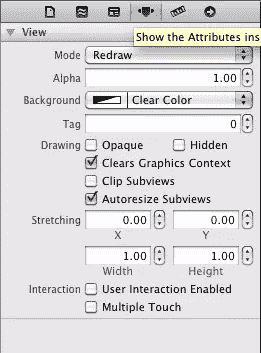 Show the Attributes ins
View
Mode Redraw
Alpha 1.00
Background Clear Color
Tag 0
Drawing Opaque Hidden
Clears Graphics Context
Clip Subviews
Autoresize Subviews
Stretching 0.00 0.00
X Y
1.00 1.00
Width Height
Interaction User Interaction Enabled
Multiple Touch